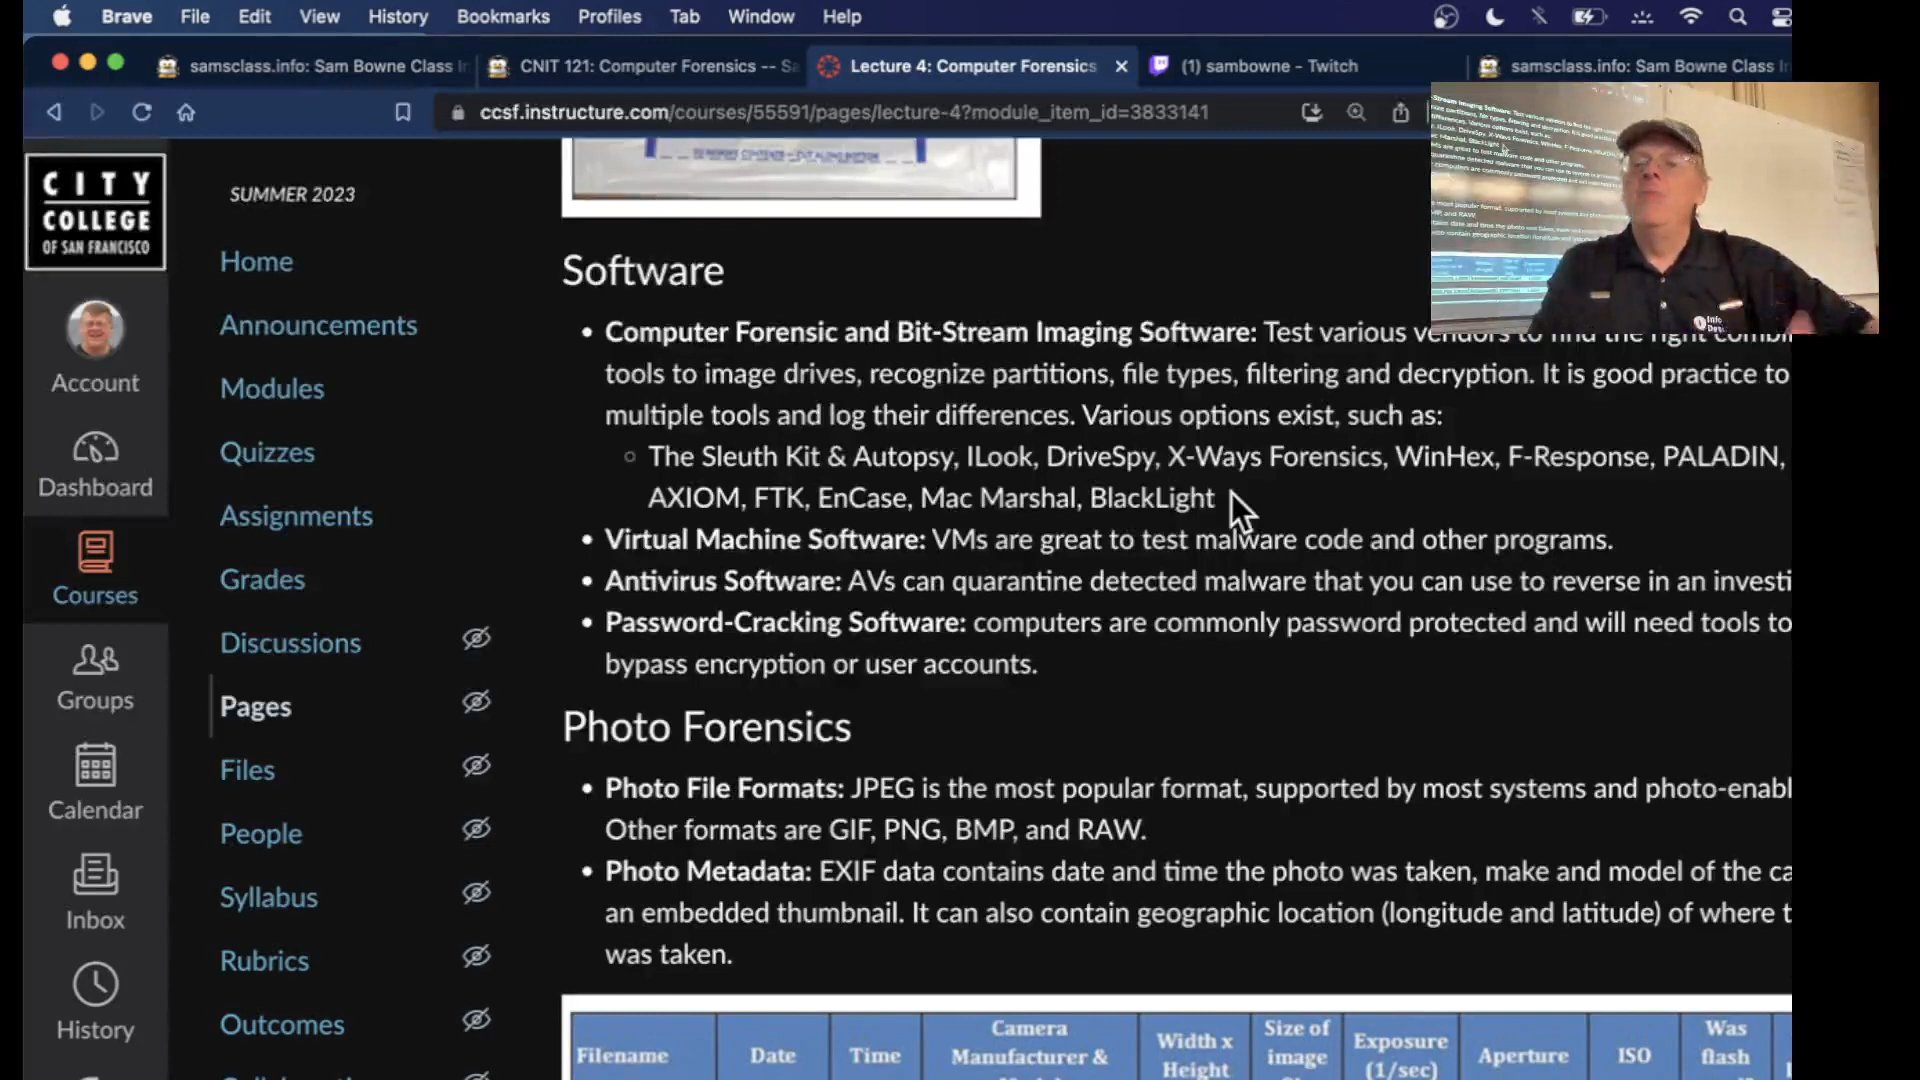 Brave File Edit View History Bookmarks Profiles Tab Window Help
samsclass.info: Sam Bowne Class In
CNIT 121: Computer Forensics -- Sa
Lecture 4: Computer Forensics
(1) sambowne - Twitch
samsclass.info: Sam Bowne Class In
ccsf.instructure.com/courses/55591/pages/lecture-4?module_item_id=3833141
CITY
COLLEGE
OF SAN FRANCISCO
Account
Dashboard
Courses
Groups
Calendar
Inbox
History
SUMMER 2023
Home
Announcements
Modules
Quizzes
Assignments
Grades
Discussions
Pages
Files
People
Syllabus
Rubrics
Outcomes
Software
• Computer Forensic and Bit-Stream Imaging Software: Test various vendors to find the right
tools to image drives, recognize partitions, file types, filtering and decryption. It is good practice to
multiple tools and log their differences. Various options exist, such as:
The Sleuth Kit & Autopsy, ILook, DriveSpy, X-Ways Forensics, WinHex, F-Response, PALADIN,
AXIOM, FTK, EnCase, Mac Marshal, BlackLight
• Virtual Machine Software: VMs are great to test malware code and other programs.
• Antivirus Software: AVs can quarantine detected malware that you can use to reverse in an investi
• Password-Cracking Software: computers are commonly password protected and will need tools to
bypass encryption or user accounts.
Photo Forensics
• Photo File Formats: JPEG is the most popular format, supported by most systems and photo-enabl
Other formats are GIF, PNG, BMP, and RAW.
• Photo Metadata: EXIF data contains date and time the photo was taken, make and model of the ca
an embedded thumbnail. It can also contain geographic location (longitude and latitude) of where t
was taken.
Filename
Date
Time
Camera
Manufacturer &
Width x
Height
Size of
image
Exposure
(1/sec)
Aperture
ISO
Was
flash